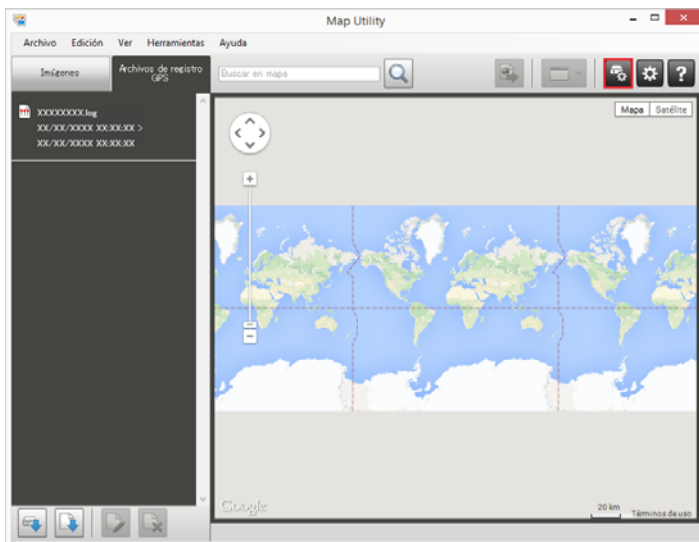 Map Utility
Archivo Edición Ver Herramientas Ayuda
Imágenes
Archivos de registro
GPS
Buscar en mapa
?
XXXXXXXX.log
XX/XX/XXXX XX:XX:XX >
XX/XX/XXXX XX:XX:XX
Mapa Satélite
Google
20 km
Términos de uso